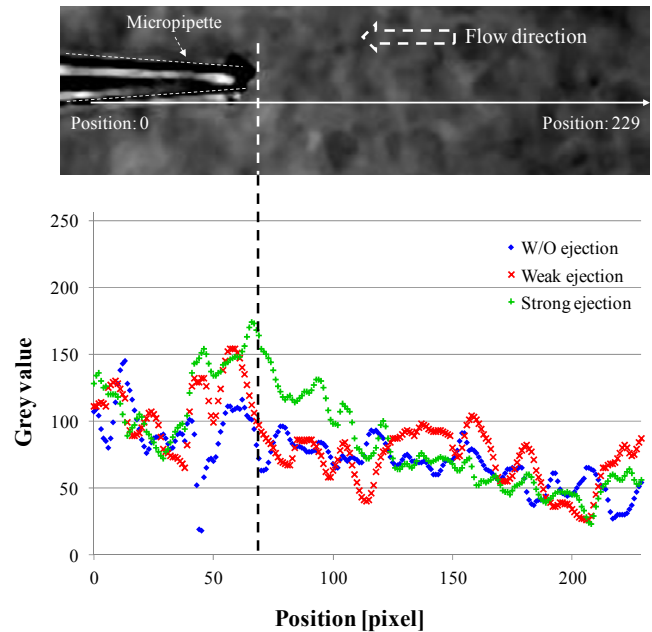 Micropipette
Flow direction
Position: 0
Position: 229
250
200
150
100
50
0
Grey value
W/O ejection
Weak ejection
Strong ejection
0
50
100
150
200
Position [pixel]